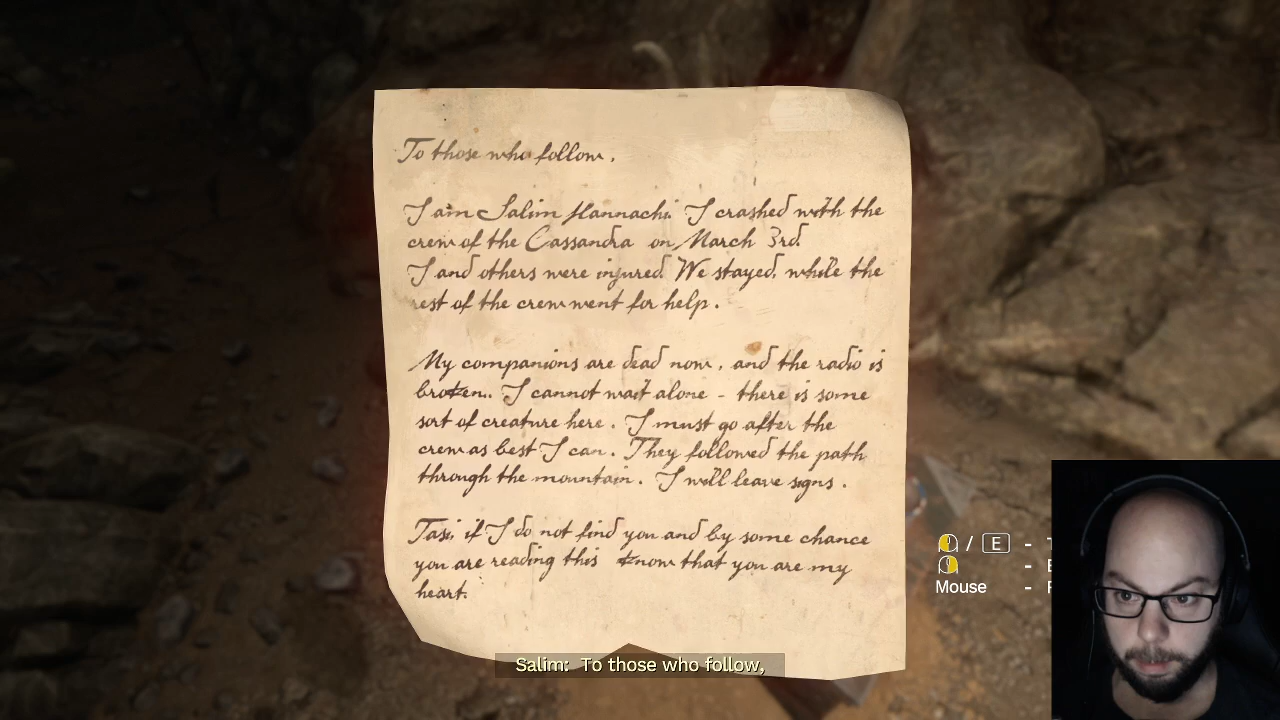 To those who follow,
I am Salim Hannachi. I crashed with the
crew of the Cassandra on March 3rd.
I and others were injured. We stayed, while the
rest of the crew went for help.
My companions are dead now, and the radio is
broken. I cannot wait alone - there is some
sort of creature here. I must go after the
crew as best I can. They followed the path
through the mountain. I will leave signs.
Tasi, if I do not find you and by some chance
you are reading this know that you are my
heart.
/ E - T
-
Mouse -
Salim: To those who follow,